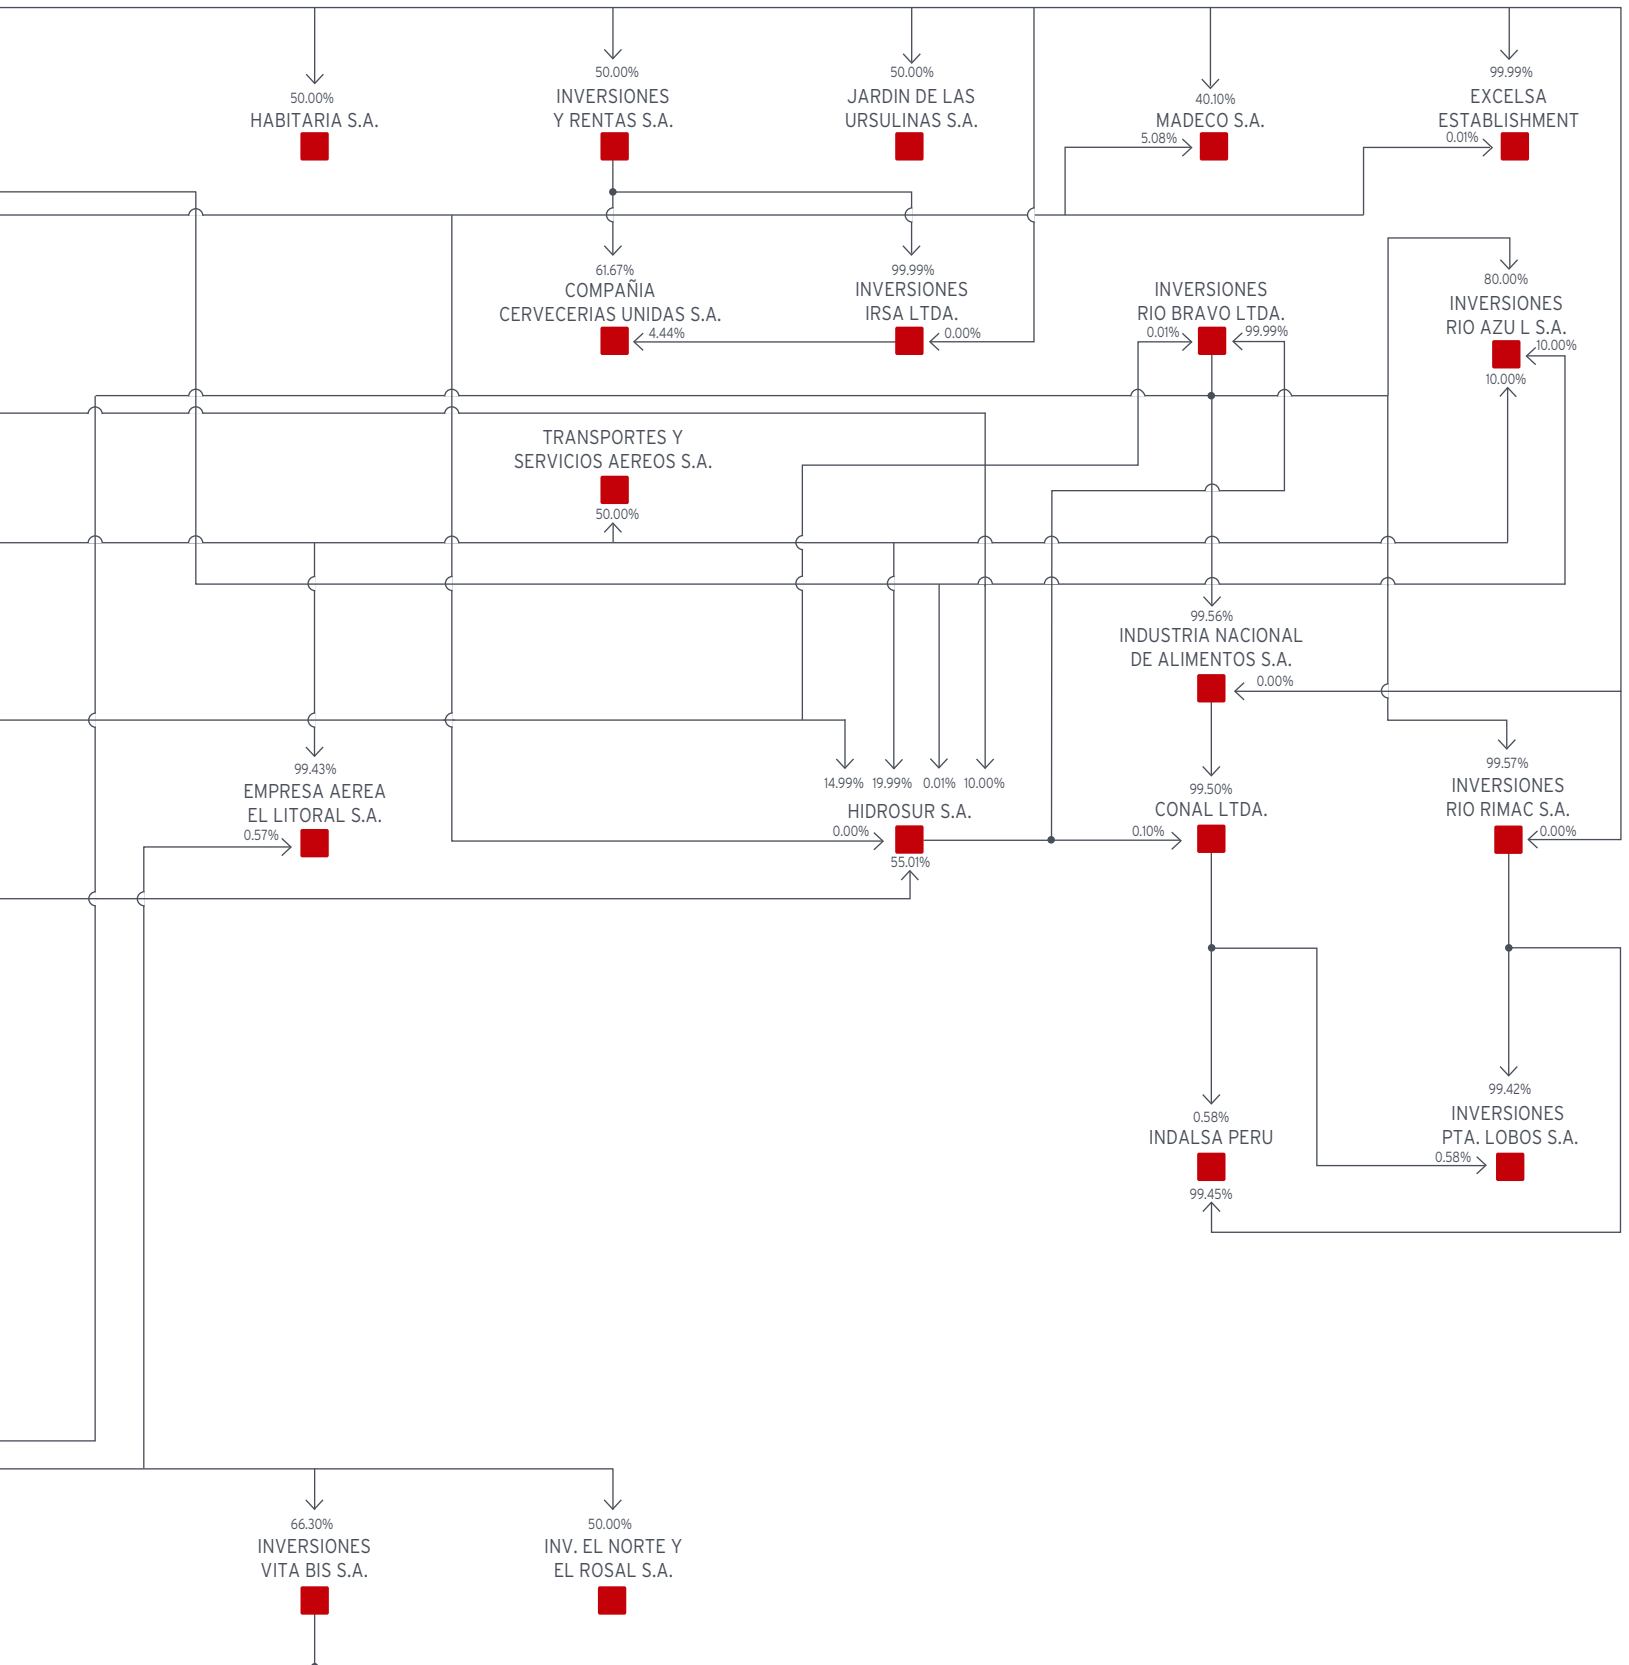 50.00%
HABITARIA S.A.
50.00%
INVERSIONES
Y RENTAS S.A.
50.00%
JARDIN DE LAS
URSULINAS S.A.
40.10%
MADECO S.A.
5.08%
99.99%
EXCELSA
ESTABLISHMENT
0.01%
61.67%
COMPAÑIA
CERVECERIAS UNIDAS S.A.
4.44%
99.99%
INVERSIONES
IRSA LTDA.
0.00%
INVERSIONES
RIO BRAVO LTDA.
0.01%
99.99%
80.00%
INVERSIONES
RIO AZU L S.A.
10.00%
10.00%
TRANSPORTES Y
SERVICIOS AEREOS S.A.
50.00%
99.56%
INDUSTRIA NACIONAL
DE ALIMENTOS S.A.
0.00%
99.43%
EMPRESA AEREA
EL LITORAL S.A.
0.57%
14.99% 19.99% 0.01% 10.00%
HIDROSUR S.A.
0.00%
55.01%
99.50%
CONAL LTDA.
0.10%
99.57%
INVERSIONES
RIO RIMAC S.A.
0.00%
0.58%
INDALSA PERU
99.45%
99.42%
INVERSIONES
PTA. LOBOS S.A.
0.58%
66.30%
INVERSIONES
VITA BIS S.A.
50.00%
INV. EL NORTE Y
EL ROSAL S.A.